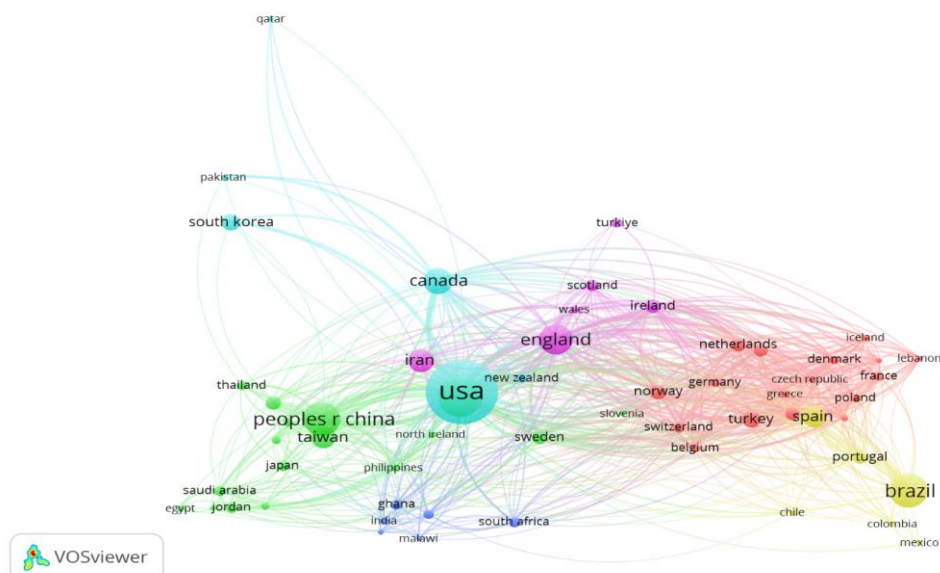 qatar
pakistan
south korea
turkiye
canada
scotland
wales
ireland
england
iran
usa
new zealand
netherlands
iceland
denmark
lebanon
france
czech republic
germany
norway
greece
poland
thailand
peoples r china
taiwan
north ireland
slovenia
sweden
switzerland
turkey
spain
belgium
portugal
japan
philippines
saudi arabia
egypt
jordan
ghana
india
malawi
south africa
brazil
chile
colombia
mexico
VOSviewer